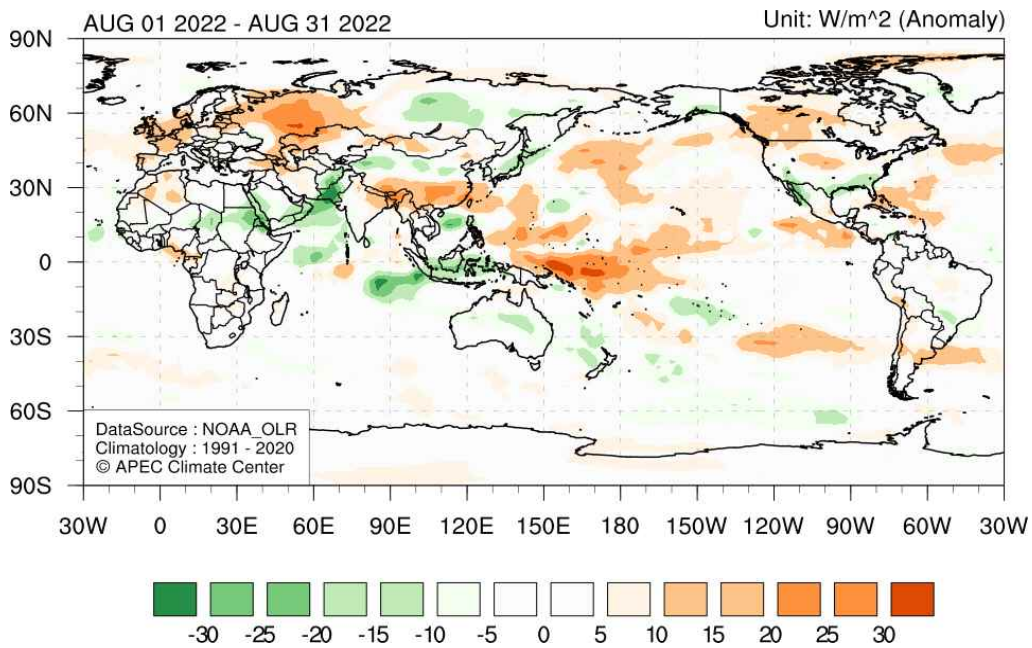 AUG 01 2022 - AUG 31 2022 Unit: W/m^2 (Anomaly)
90N
60N
30N
0
30S
60S
90S
DataSource : NOAA_OLR
Climatology : 1991 - 2020
© APEC Climate Center
30W 0 30E 60E 90E 120E 150E 180 150W 120W 90W 60W 30W
-30 -25 -20 -15 -10 -5 0 5 10 15 20 25 30